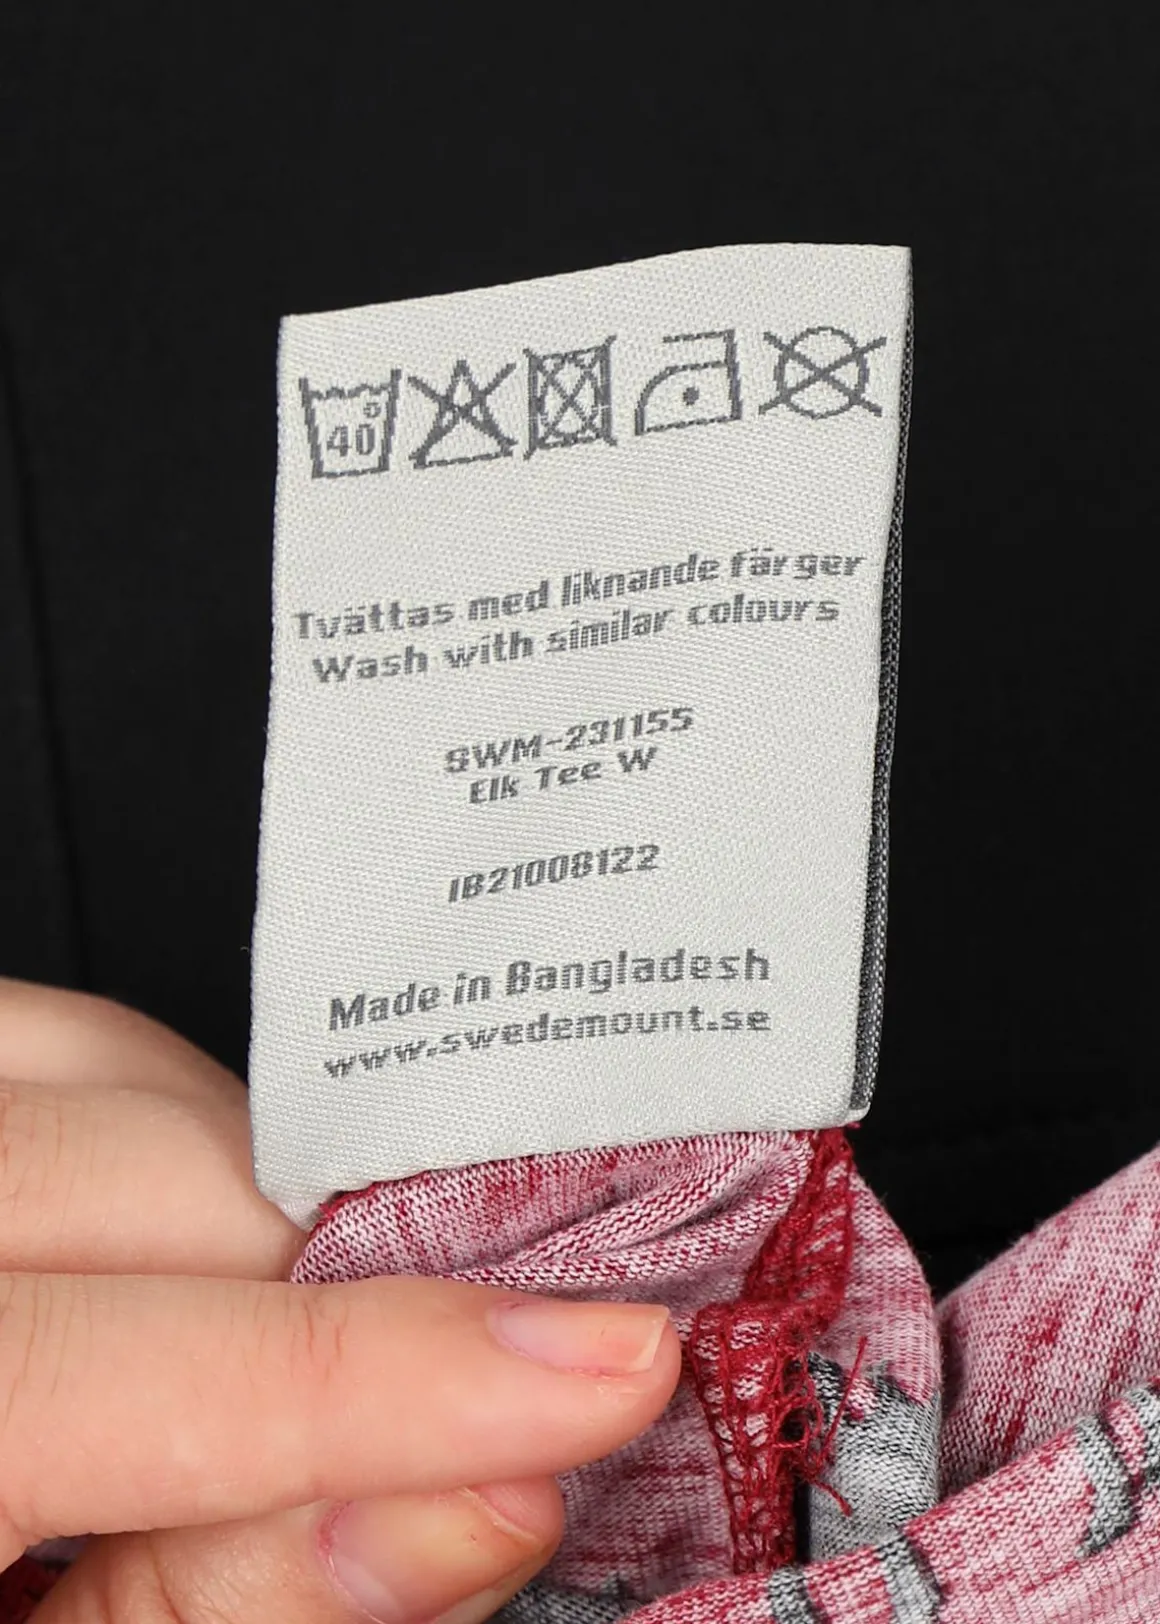 40°
Tvättas med liknande färger
Wash with similar colours
SWM-231155
Elk Tee W
IB21008122
Made in Bangladesh
www.swedemount.se